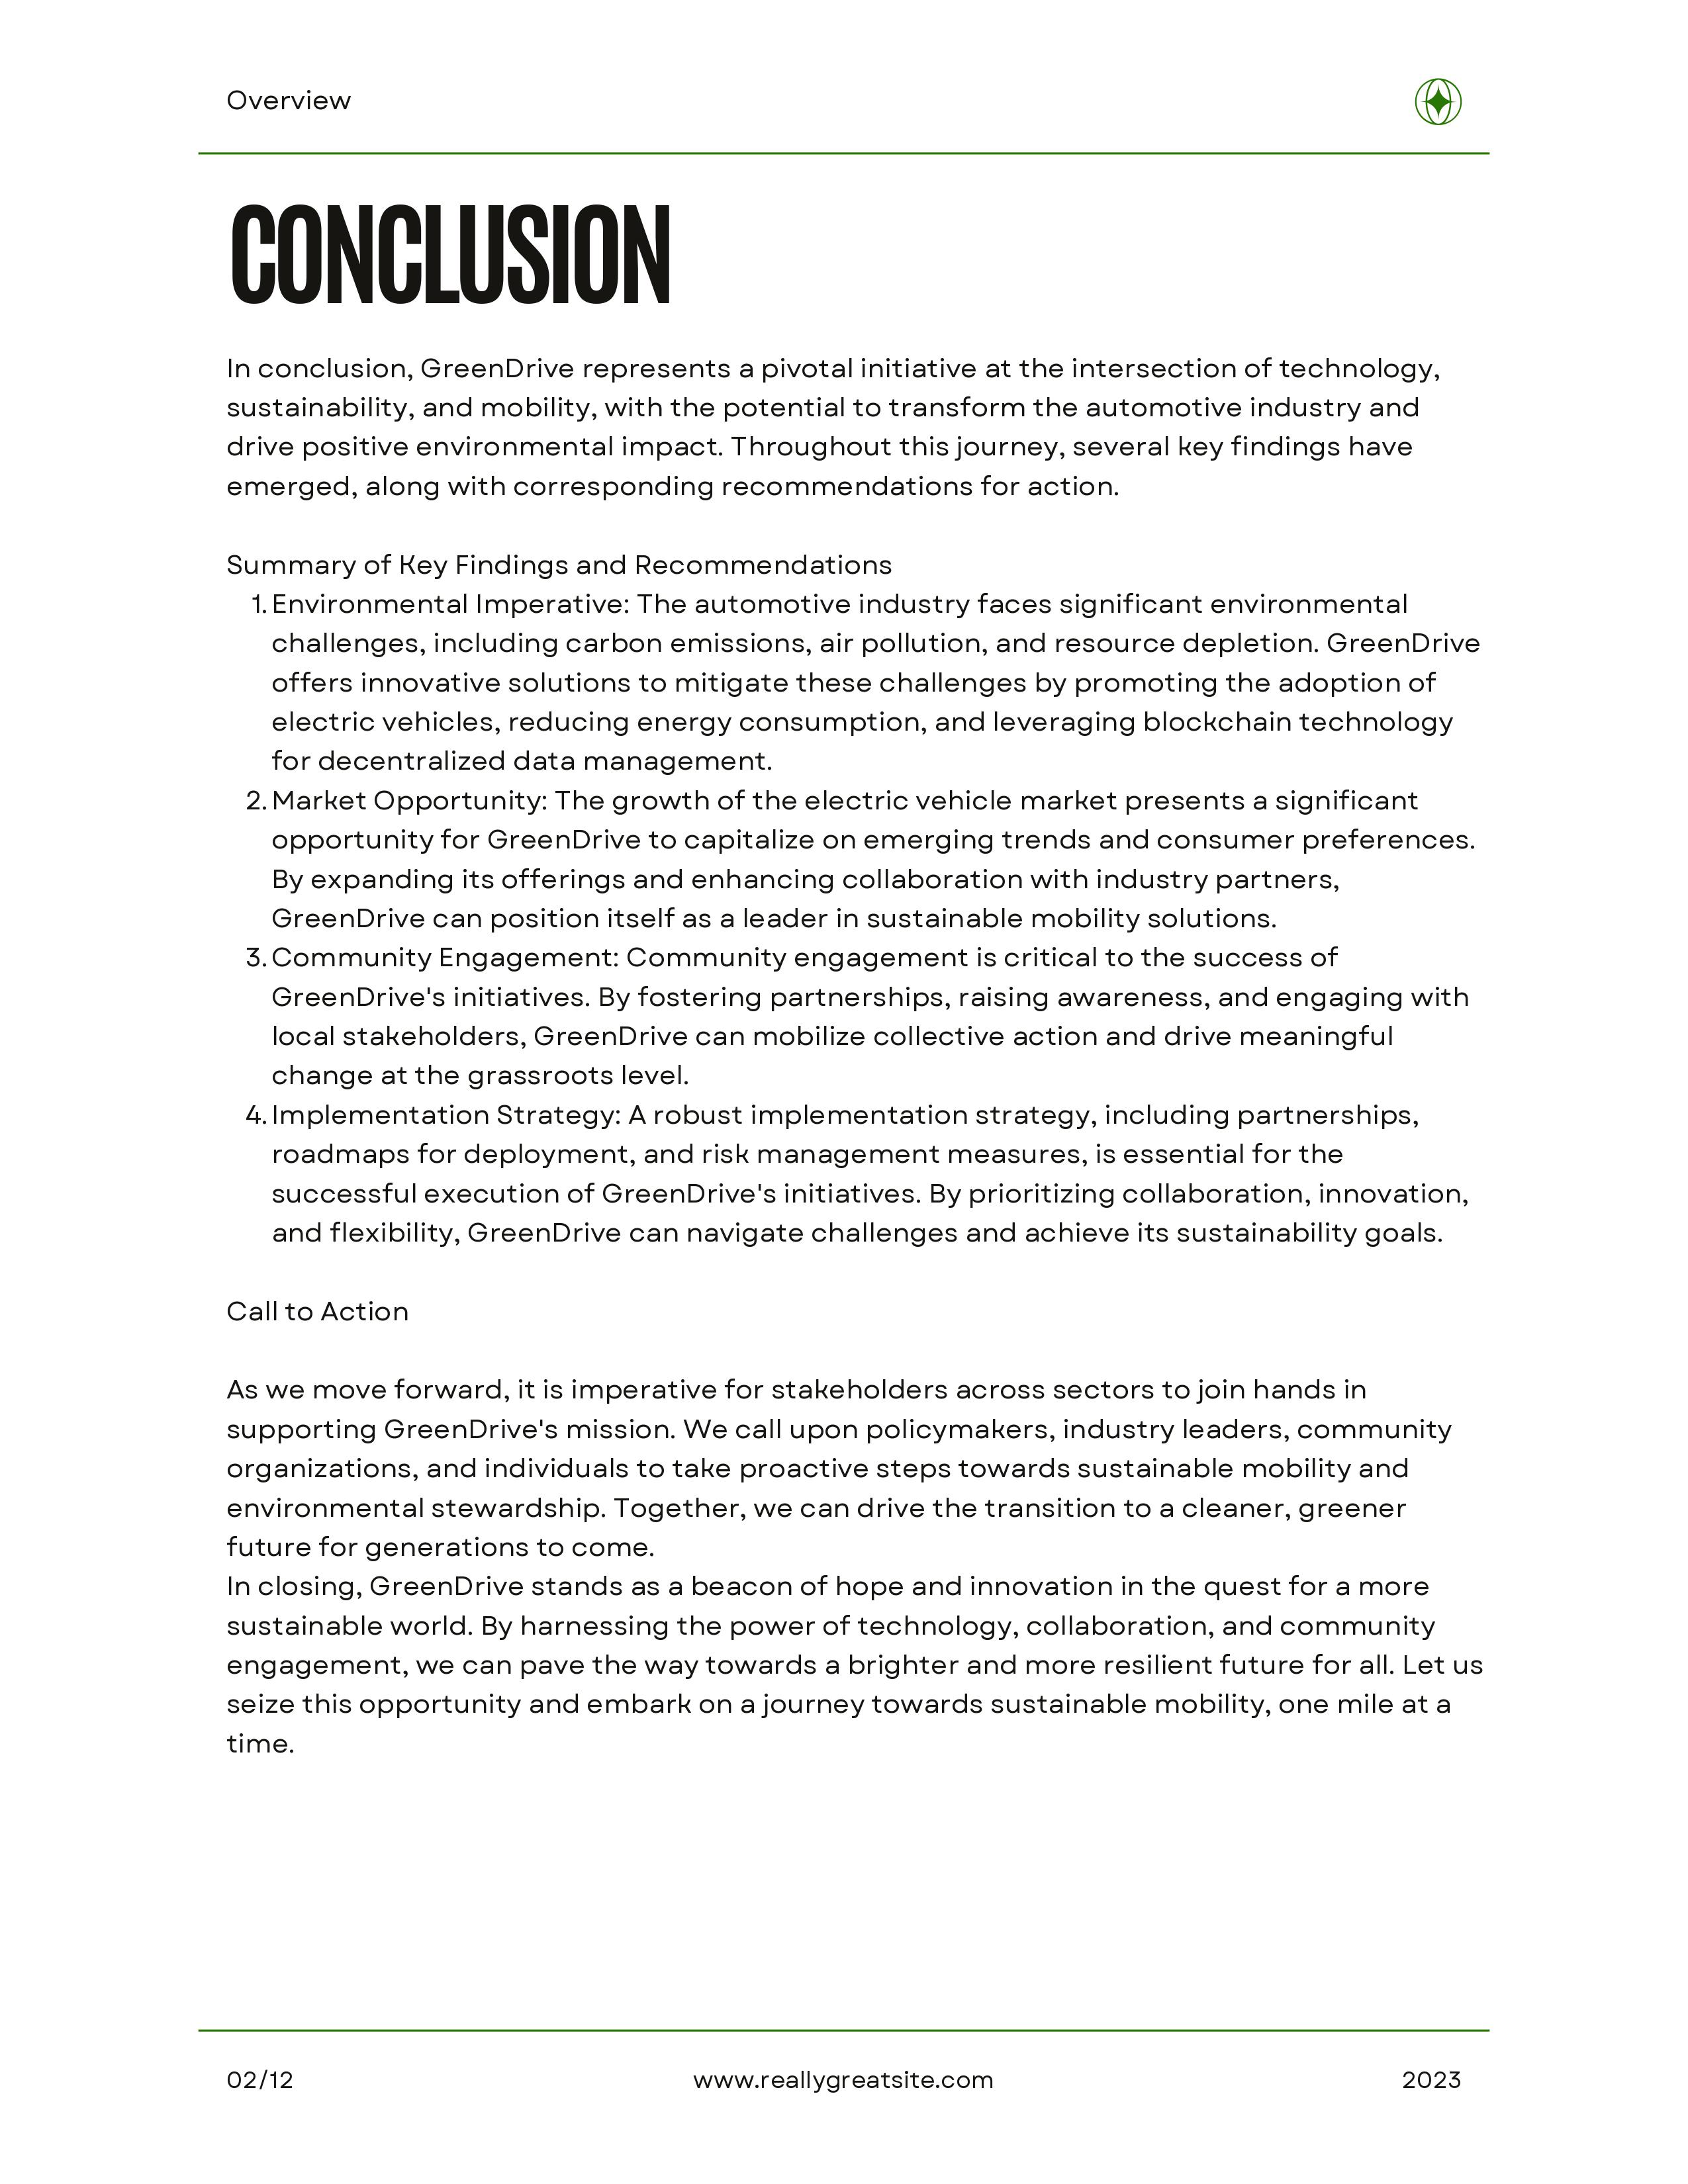 Overview
CONCLUSION
In conclusion, GreenDrive represents a pivotal initiative at the intersection of technology,
sustainability, and mobility, with the potential to transform the automotive industry and
drive positive environmental impact. Throughout this journey, several key findings have
emerged, along with corresponding recommendations for action.
Summary of Key Findings and Recommendations
1. Environmental Imperative: The automotive industry faces significant environmental
challenges, including carbon emissions, air pollution, and resource depletion. GreenDrive
offers innovative solutions to mitigate these challenges by promoting the adoption of
electric vehicles, reducing energy consumption, and leveraging blockchain technology
for decentralized data management.
2. Market Opportunity: The growth of the electric vehicle market presents a significant
opportunity for GreenDrive to capitalize on emerging trends and consumer preferences.
By expanding its offerings and enhancing collaboration with industry partners,
GreenDrive can position itself as a leader in sustainable mobility solutions.
3. Community Engagement: Community engagement is critical to the success of
GreenDrive's initiatives. By fostering partnerships, raising awareness, and engaging with
local stakeholders, GreenDrive can mobilize collective action and drive meaningful
change at the grassroots level.
4. Implementation Strategy: A robust implementation strategy, including partnerships,
roadmaps for deployment, and risk management measures, is essential for the
successful execution of GreenDrive's initiatives. By prioritizing collaboration, innovation,
and flexibility, GreenDrive can navigate challenges and achieve its sustainability goals.
Call to Action
As we move forward, it is imperative for stakeholders across sectors to join hands in
supporting GreenDrive's mission. We call upon policymakers, industry leaders, community
organizations, and individuals to take proactive steps towards sustainable mobility and
environmental stewardship. Together, we can drive the transition to a cleaner, greener
future for generations to come.
In closing, GreenDrive stands as a beacon of hope and innovation in the quest for a more
sustainable world. By harnessing the power of technology, collaboration, and community
engagement, we can pave the way towards a brighter and more resilient future for all. Let us
seize this opportunity and embark on a journey towards sustainable mobility, one mile at a
time.
02/12
www.reallygreatsite.com
2023